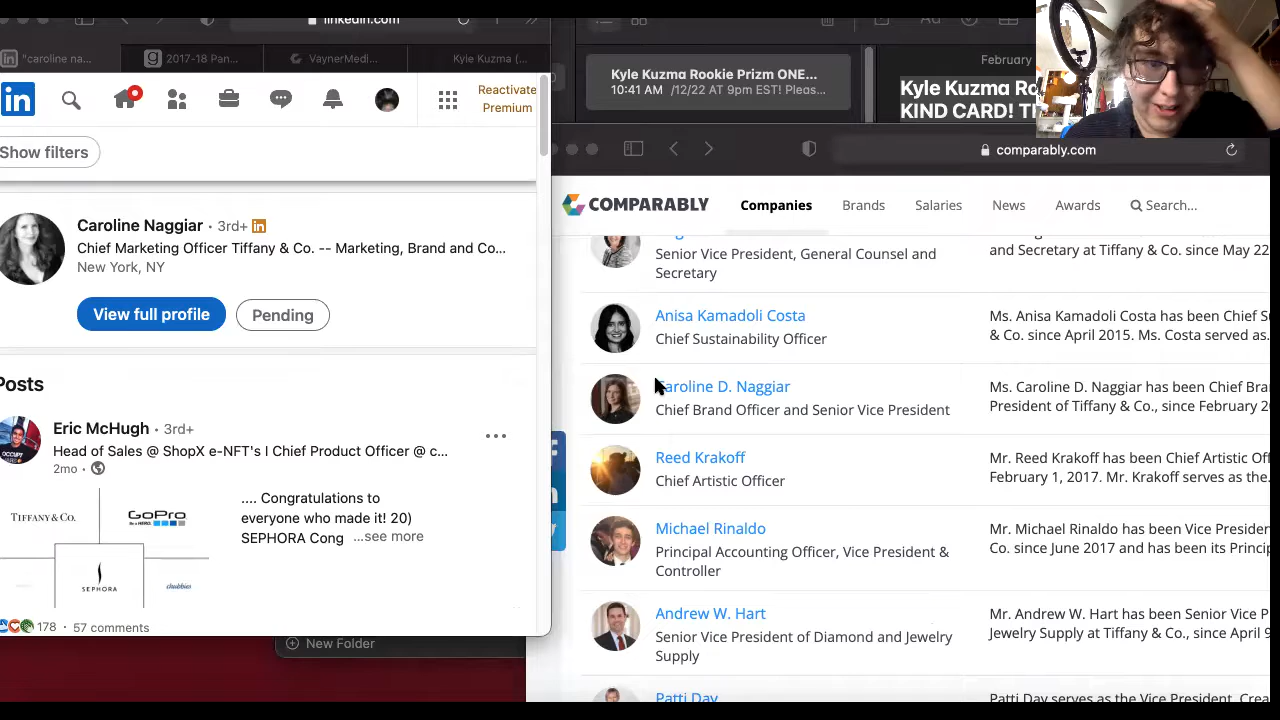 linkedin.com
"caroline na...
2017-18 Pan...
VaynerMedi...
Kyle Kuzma (...
Reactivate
Premium
Show filters
Caroline Naggiar • 3rd+ in
Chief Marketing Officer Tiffany & Co. -- Marketing, Brand and Co...
New York, NY
View full profile
Pending
Posts
Eric McHugh • 3rd+
Head of Sales @ ShopX e-NFT's I Chief Product Officer @ c...
2mo •
.... Congratulations to
everyone who made it! 20)
SEPHORA Cong ...see more
TIFFANY & CO.
GoPro
SEPHORA
chubbies
178 • 57 comments
New Folder
Kyle Kuzma Rookie Prizm ONE...
10:41 AM /12/22 AT 9pm EST! Pleas...
February
Kyle Kuzma Ro
KIND CARD! T
comparably.com
COMPARABLY
Companies
Brands
Salaries
News
Awards
Search...
Senior Vice President, General Counsel and
Secretary
and Secretary at Tiffany & Co. since May 22
Anisa Kamadoli Costa
Chief Sustainability Officer
Ms. Anisa Kamadoli Costa has been Chief S
& Co. since April 2015. Ms. Costa served as.
Caroline D. Naggiar
Chief Brand Officer and Senior Vice President
Ms. Caroline D. Naggiar has been Chief Bra
President of Tiffany & Co., since February 2
Reed Krakoff
Chief Artistic Officer
Mr. Reed Krakoff has been Chief Artistic Of
February 1, 2017. Mr. Krakoff serves as the.
Michael Rinaldo
Principal Accounting Officer, Vice President &
Controller
Mr. Michael Rinaldo has been Vice Presiden
Co. since June 2017 and has been its Princip
Andrew W. Hart
Senior Vice President of Diamond and Jewelry
Supply
Mr. Andrew W. Hart has been Senior Vice P
Jewelry Supply at Tiffany & Co., since April 9
Patti Day
Patti Day serves as the Vice President, Crea